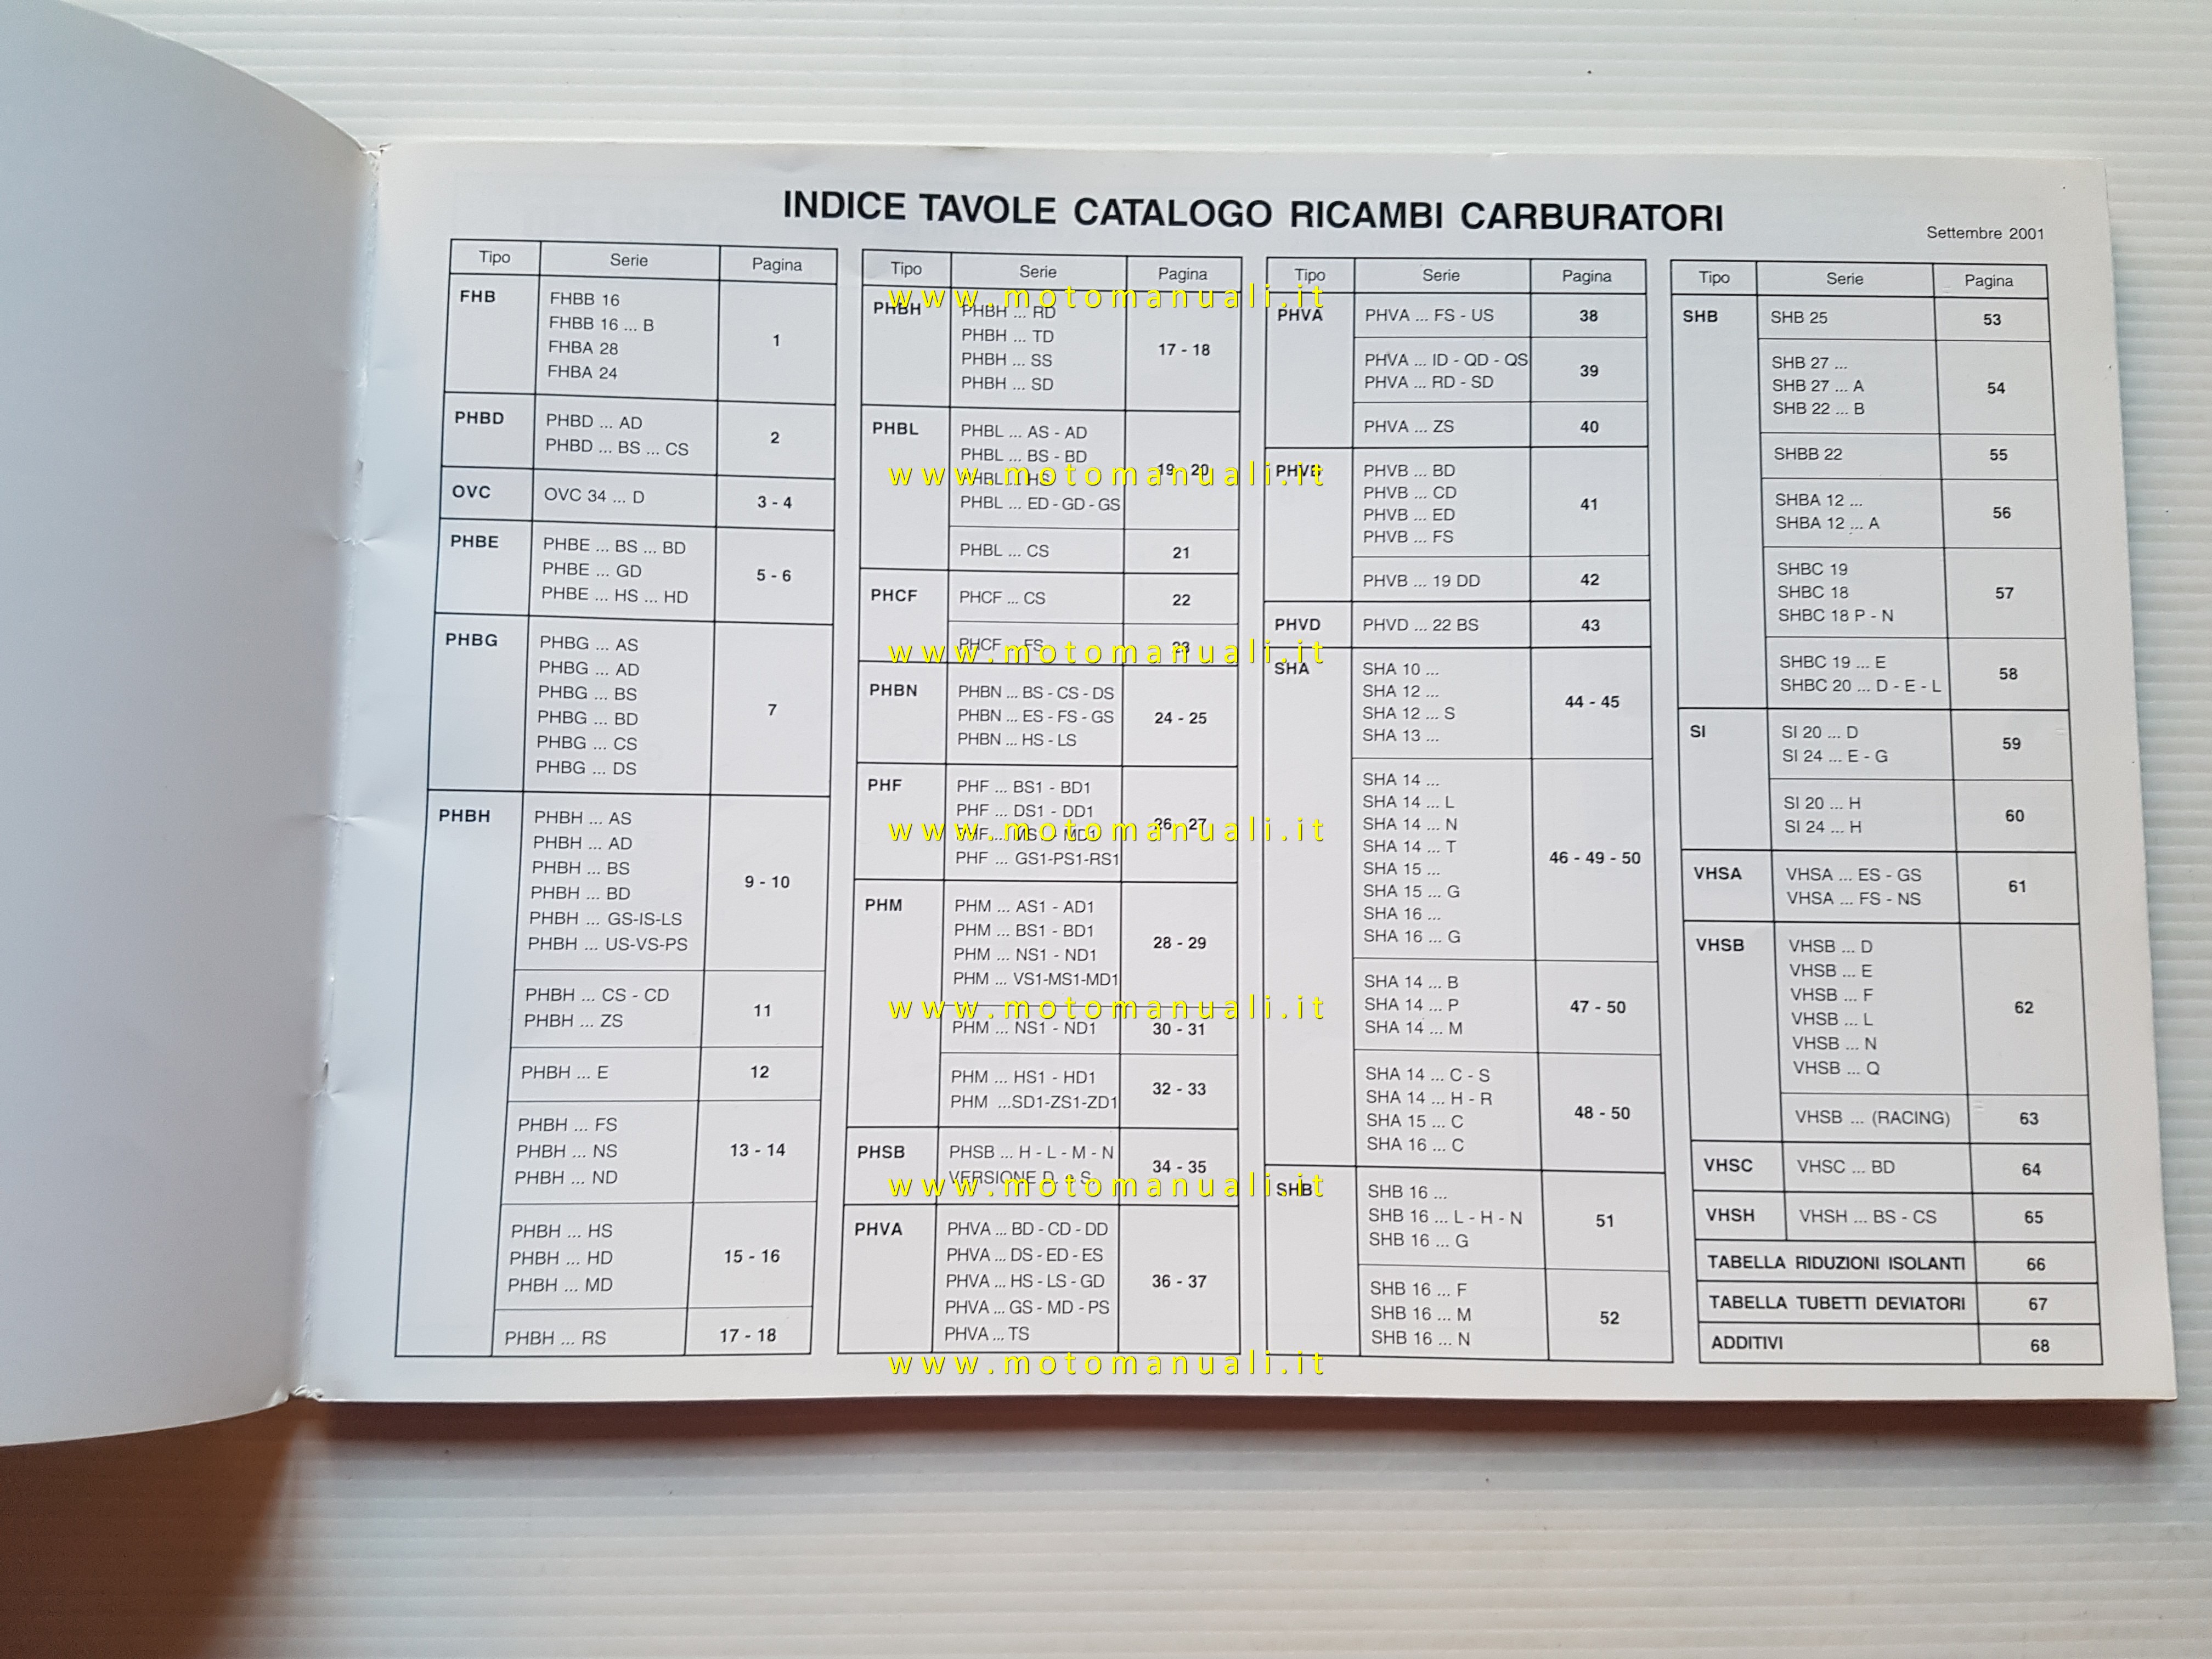 INDICE TAVOLE CATALOGO RICAMBI CARBURATORI
Settembre 2001
Tipo Serie Pagina
FHB FHBB 16
FHBB 16 ... B
1
FHBA 28
FHBA 24
PHBD PHBD ... AD
2
PHBD ... BS ... CS
OVC OVC 34 ... D 3 - 4
PHBE PHBE ... BS ... BD
PHBE ... GD 5 - 6
PHBE ... HS ... HD
PHBG PHBG ... AS
PHBG ... AD
PHBG ... BS
7
PHBG ... BD
PHBG ... CS
PHBG ... DS
PHBH PHBH ... AS
PHBH ... AD
PHBH ... BS
9 - 10
PHBH ... BD
PHBH ... GS-IS-LS
PHBH ... US-VS-PS
PHBH ... CS - CD
11
PHBH ... ZS
PHBH ... E 12
PHBH ... FS
PHBH ... NS 13 - 14
PHBH ... ND
PHBH ... HS
PHBH ... HD 15 - 16
PHBH ... MD
PHBH ... RS 17 - 18
Tipo Serie Pagina
www.motomanuali.it
PHBH PHBH ... RD
PHBH ... TD
17 - 18
PHBH ... SS
PHBH ... SD
PHBL PHBL ... AS - AD
PHBL ... BS - BD
19 - 20
www.motomanuali.it
PHBL ... HS
PHBL ... ED - GD - GS
PHBL ... CS 21
PHCF PHCF ... CS 22
PHCF ... FS 23
www.motomanuali.it
PHBN PHBN ... BS - CS - DS
PHBN ... ES - FS - GS 24 - 25
PHBN ... HS - LS
PHF PHF ... BS1 - BD1
PHF ... DS1 - DD1
26 - 27
www.motomanuali.it
PHF ... MS1 - MD1
PHF ... GS1-PS1-RS1
PHM PHM ... AS1 - AD1
PHM ... BS1 - BD1
28 - 29
PHM ... NS1 - ND1
PHM ... VS1-MS1-MD1
www.motomanuali.it
PHM ... NS1 - ND1 30 - 31
PHM ... HS1 - HD1
32 - 33
PHM ...SD1-ZS1-ZD1
PHSB PHSB ... H - L - M - N
34 - 35
VERSIONE D. S.
www.motomanuali.it
PHVA PHVA ... BD - CD - DD
PHVA ... DS - ED - ES
PHVA ... HS - LS - GD 36 - 37
PHVA ... GS - MD - PS
PHVA ... TS
www.motomanuali.it
Tipo Serie Pagina
PHVA PHVA ... FS - US 38
PHVA ... ID - QD - QS
39
PHVA ... RD - SD
PHVA ... ZS 40
PHVB PHVB ... BD
PHVB ... CD
41
PHVB ... ED
PHVB ... FS
PHVB ... 19 DD 42
PHVD PHVD ... 22 BS 43
SHA SHA 10 ...
SHA 12 ...
44 - 45
SHA 12 ... S
SHA 13 ...
SHA 14 ...
SHA 14 ... L
SHA 14 ... N
SHA 14 ... T
46 - 49 - 50
SHA 15 ...
SHA 15 ... G
SHA 16 ...
SHA 16 ... G
SHA 14 ... B
SHA 14 ... P 47 - 50
SHA 14 ... M
SHA 14 ... C - S
SHA 14 ... H - R
48 - 50
SHA 15 ... C
SHA 16 ... C
SHB SHB 16 ...
SHB 16 ... L - H - N 51
SHB 16 ... G
SHB 16 ... F
SHB 16 ... M 52
SHB 16 ... N
Tipo Serie Pagina
SHB SHB 25 53
SHB 27 ...
SHB 27 ... A 54
SHB 22 ... B
SHBB 22 55
SHBA 12 ...
56
SHBA 12 ... A
SHBC 19
SHBC 18 57
SHBC 18 P - N
SHBC 19 ... E
58
SHBC 20 ... D - E - L
SI SI 20 ... D
59
SI 24 ... E - G
SI 20 ... H
60
SI 24 ... H
VHSA VHSA ... ES - GS
61
VHSA ... FS - NS
VHSB VHSB ... D
VHSB ... E
VHSB ... F
62
VHSB ... L
VHSB ... N
VHSB ... Q
VHSB ... (RACING) 63
VHSC VHSC ... BD 64
VHSH VHSH ... BS - CS 65
TABELLA RIDUZIONI ISOLANTI 66
TABELLA TUBETTI DEVIATORI 67
ADDITIVI 68